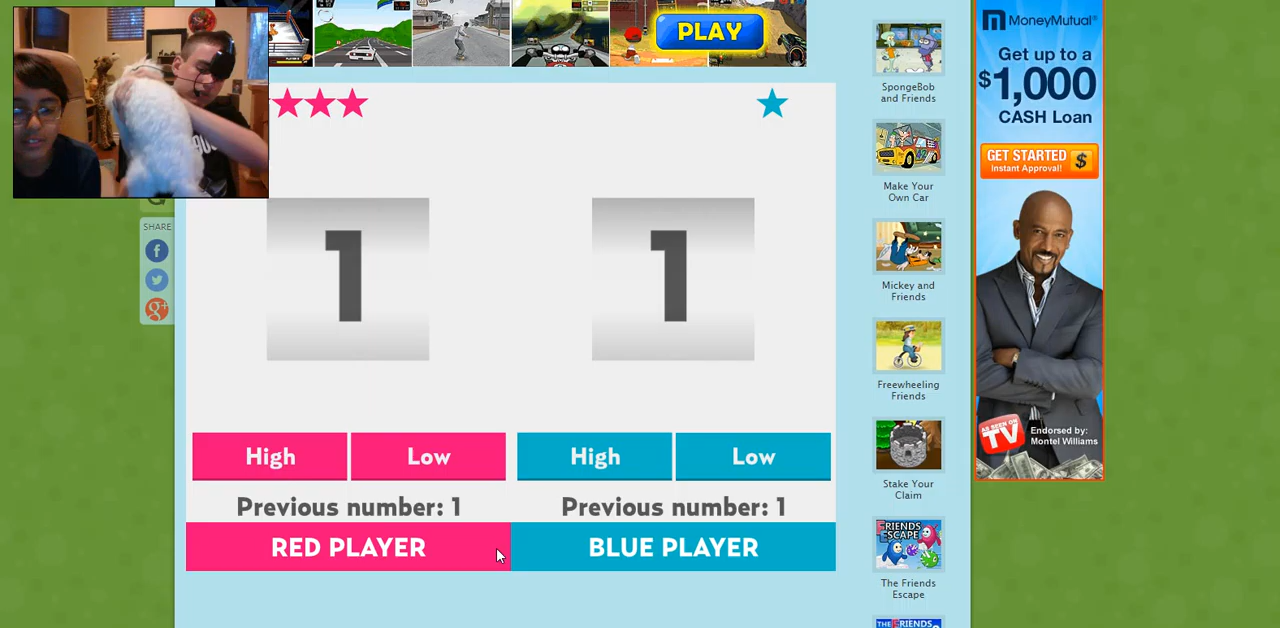 PLAY
MoneyMutual®
Get up to a
$1,000
CASH Loan
GET STARTED
Instant Approval!
$
AS SEEN ON
TV
Endorsed by:
Montel Williams
SHARE
f
g+
1
1
High
Low
High
Low
Previous number: 1
Previous number: 1
RED PLAYER
BLUE PLAYER
SpongeBob
and Friends
Make Your
Own Car
Mickey and
Friends
Freewheeling
Friends
Stake Your
Claim
FRIENDS
ESCAPE
The Friends
Escape
THE FRIENDS